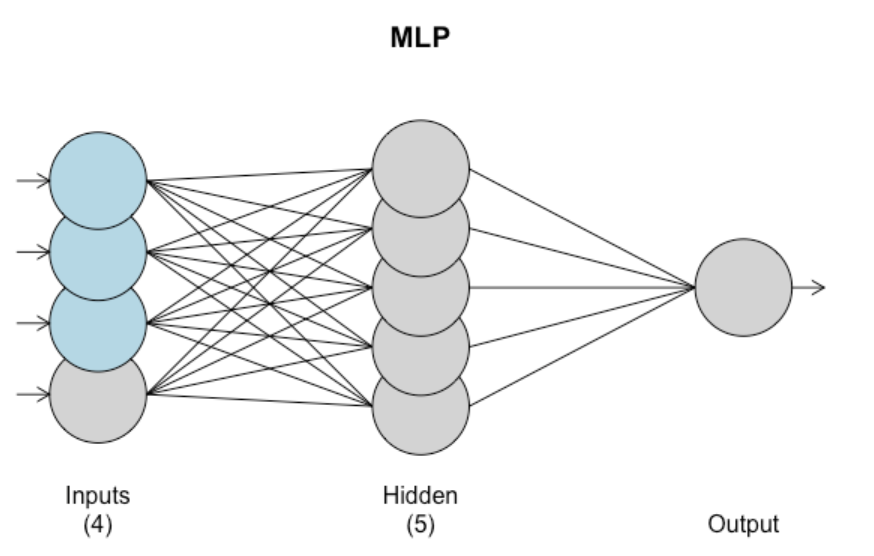 MLP
Inputs
(4)
Hidden
(5)
Output